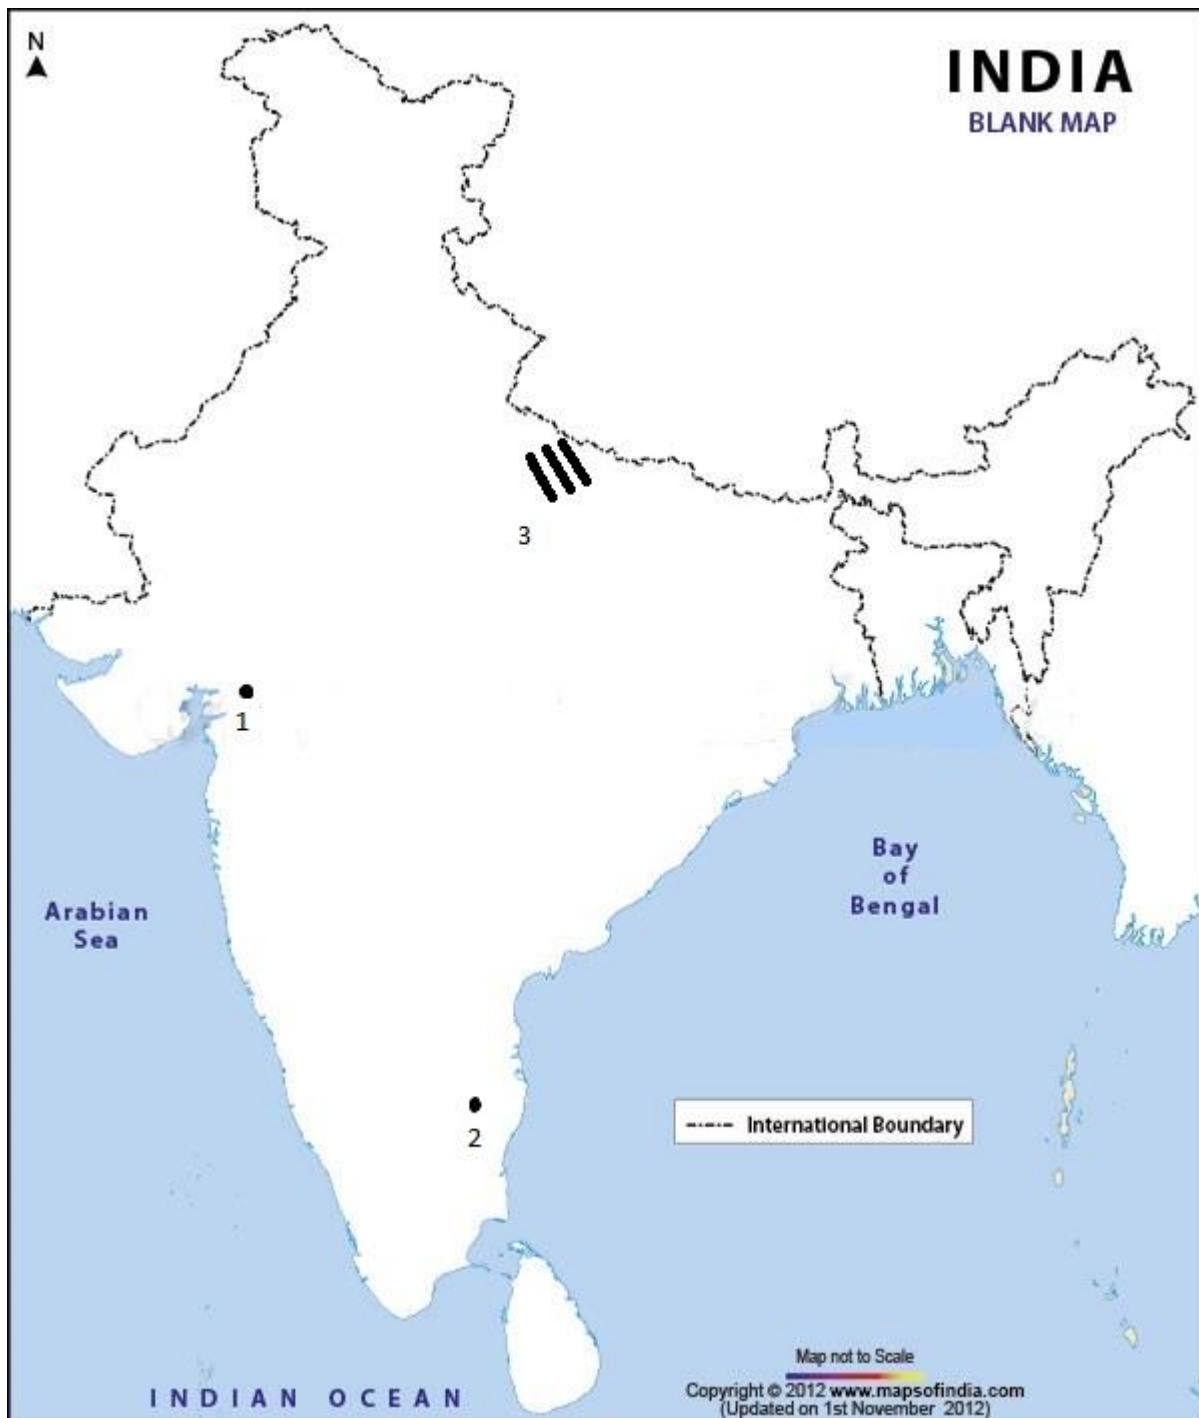 N
INDIA
BLANK MAP
3
1
Bay
of
Bengal
Arabian
Sea
2
International Boundary
Map not to Scale
Copyright © 2012 www.mapsofindia.com
(Updated on 1st November 2012)
INDIAN OCEAN